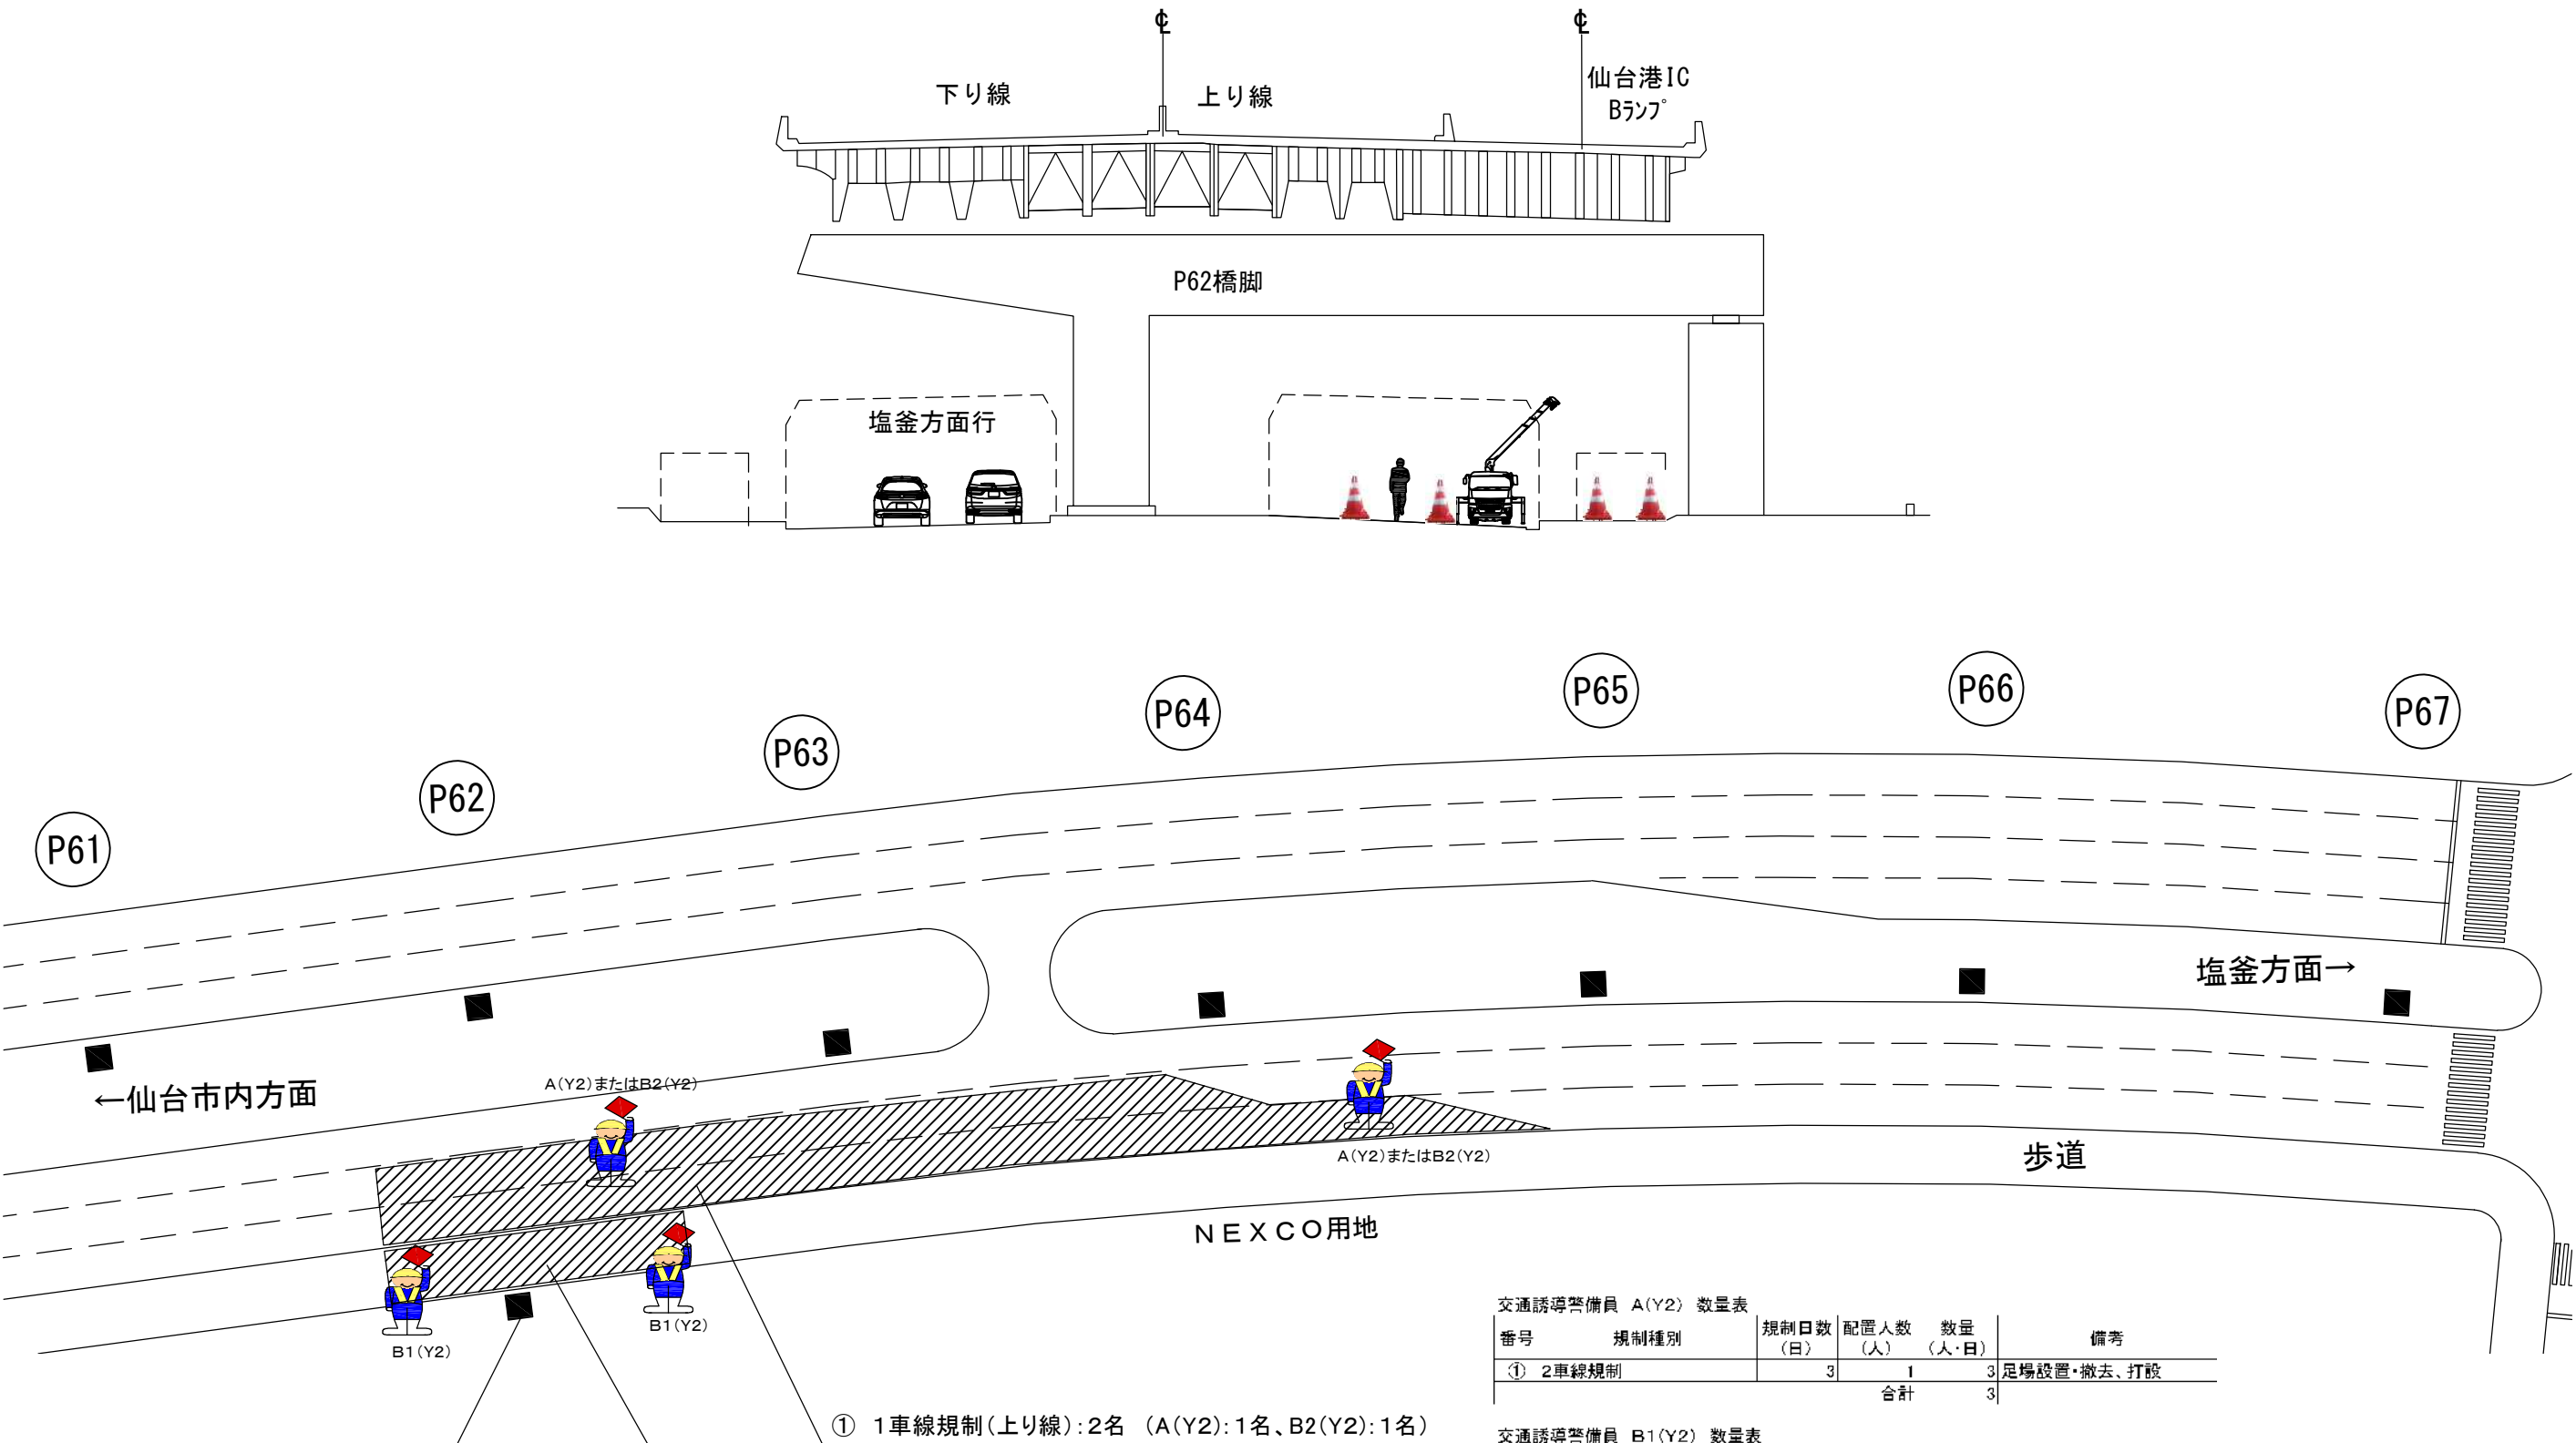 ℄
℄
下り線
上り線
仙台港IC
Bﾗﾝﾌﾟ
P62橋脚
塩釜方面行
P61
P62
P63
P64
P65
P66
P67
塩釜方面→
←仙台市内方面
A(Y2)またはB2(Y2)
A(Y2)またはB2(Y2)
歩道
NEXCO用地
B1(Y2)
B1(Y2)
交通誘導警備員 A(Y2) 数量表
番号 規制種別 規制日数(日) 配置人数(人) 数量(人・日) 備考
① 2車線規制 3 1 3 足場設置・撤去、打設
合計 3
① 1車線規制(上り線):2名 (A(Y2):1名、B2(Y2):1名)
交通誘導警備員 B1(Y2) 数量表